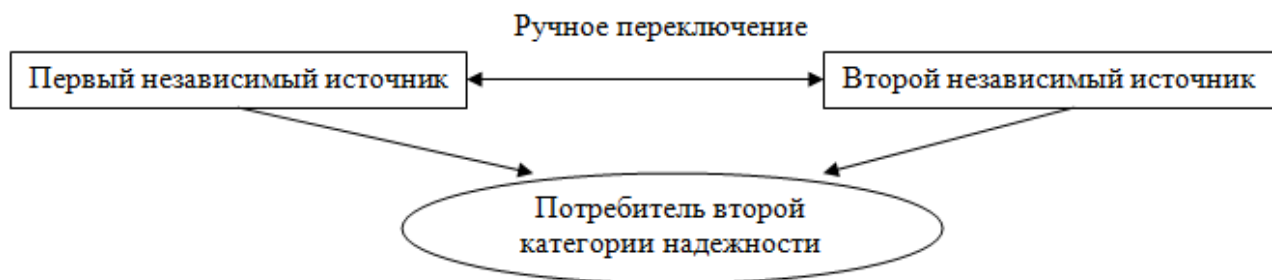 Ручное переключение
Первый независимый источник
Второй независимый источник
Потребитель второй
категории надежности